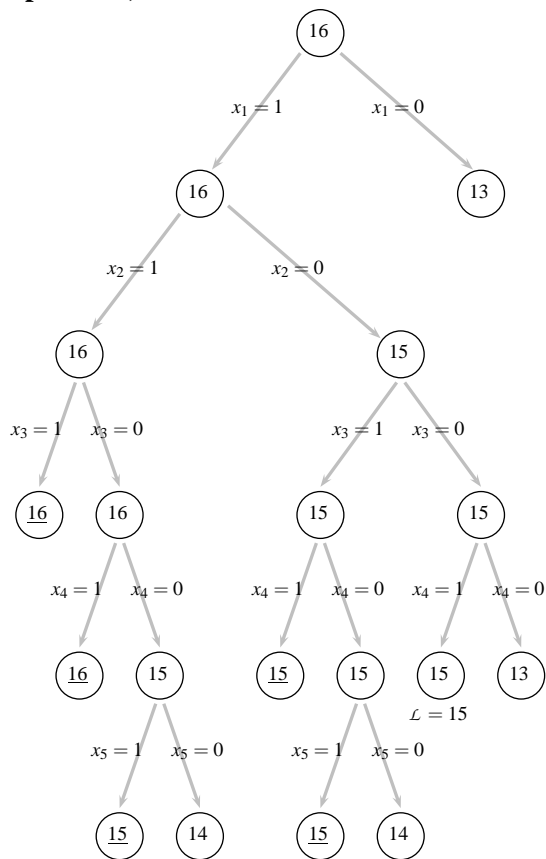 16
x₁ = 1 x₁ = 0
16 13
x₂ = 1 x₂ = 0
16 15
x₃ = 1 x₃ = 0 x₃ = 1 x₃ = 0
16 16 15 15
x₄ = 1 x₄ = 0 x₄ = 1 x₄ = 0 x₄ = 1 x₄ = 0
16 15 15 15 15 13
ℒ = 15
x₅ = 1 x₅ = 0 x₅ = 1 x₅ = 0
15 14 15 14